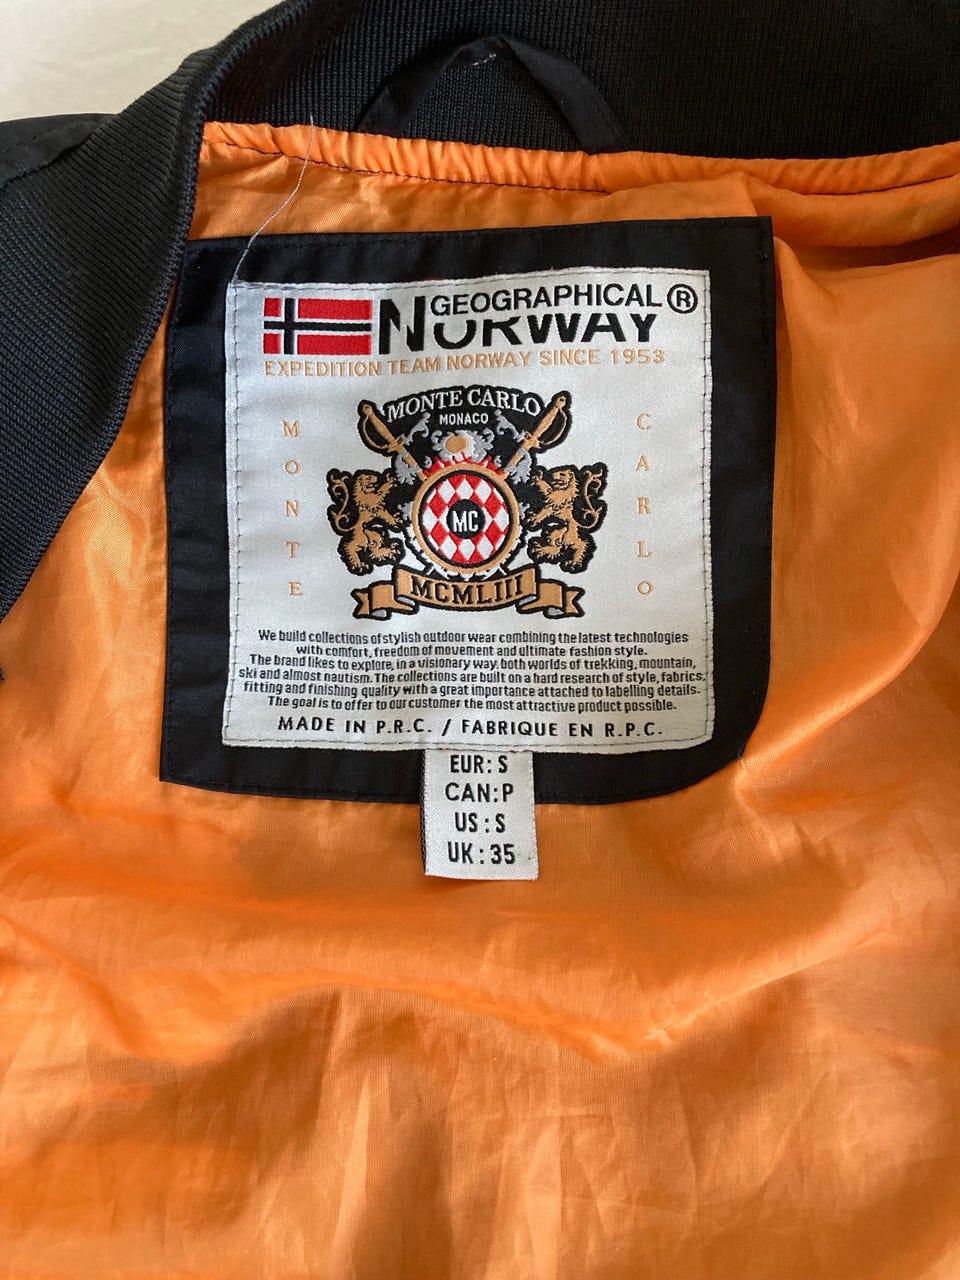 GEOGRAPHICAL ®
NORWAY
EXPEDITION TEAM NORWAY SINCE 1953
MONTE CARLO
MONACO
MONTE
CARLO
MC
MCMLIII
We build collections of stylish outdoor wear combining the latest technologies
with comfort, freedom of movement and ultimate fashion style.
The brand likes to explore, in a visionary way, both worlds of trekking, mountain,
ski and almost nautism. The collections are built on a hard research of style, fabrics,
fitting and finishing quality with a great importance attached to labelling details.
The goal is to offer to our customer the most attractive product possible.
MADE IN P.R.C. / FABRIQUE EN R.P.C.
EUR: S
CAN:P
US : S
UK : 35